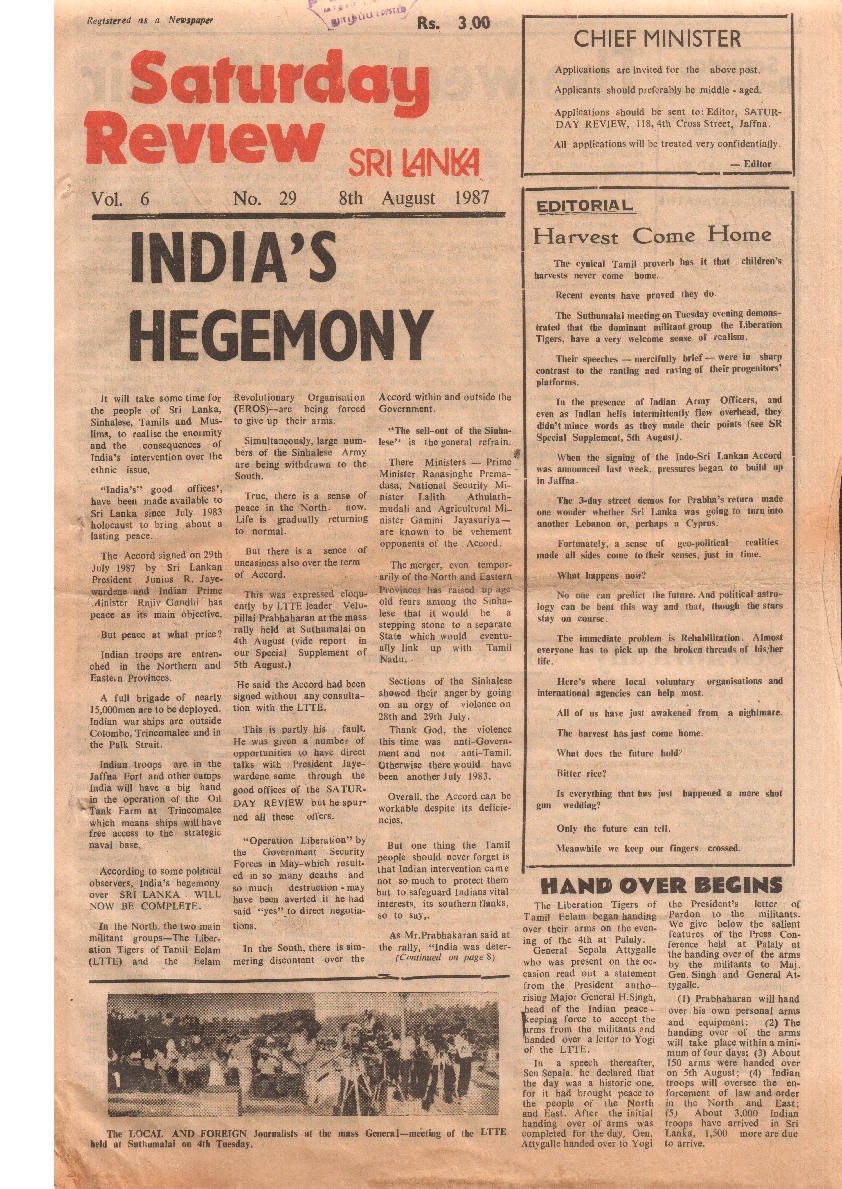 Registered as a Newspaper
Rs. 3.00
Saturday
Review
SRI LANKA
Vol. 6 No. 29 8th August 1987
INDIA'S
HEGEMONY
It will take some time for
the people of Sri Lanka,
Sinhalese, Tamils and Mus-
lims, to realise the enormity
and the consequences of
India's intervention over the
ethnic issue.
"India's" good offices',
have been made available to
Sri Lanka since July 1983
holocaust to bring about a
lasting peace.
The Accord signed on 29th
July 1987 by Sri Lankan
President Junius R. Jaye-
wardene and Indian Prime
Minister Rajiv Gandhi has
peace as its main objective.
But peace at what price?
Indian troops are entren-
ched in the Northern and
Eastern Provinces.
A full brigade of nearly
15,000men are to be deployed.
Indian war ships are outside
Colombo, Trincomalee and in
the Palk Strait.
Indian troops are in the
Jaffna Fort and other camps
India will have a big hand
in the operation of the Oil
Tank Farm at Trincomalee
which means ships will have
free access to the strategic
naval base.
According to some political
observers, India's hegemony
over SRI LANKA WILL
NOW BE COMPLETE.
In the North, the two main
militant groups—The Liber-
ation Tigers of Tamil Eelam
(LTTE) and the Eelam
Revolutionary Organisation
(EROS)—are being forced
to give up their arms.
Simultaneously, large num-
bers of the Sinhalese Army
are being withdrawn to the
South.
True, there is a sense of
peace in the North now.
Life is gradually returning
to normal.
But there is a sence of
uneasiness also over the term
of Accord.
This was expressed eloqu-
ently by LTTE leader Velu-
pillai Prabhaharan at the mass
rally held at Suthumalai on
4th August (vide report in
our Special Supplement of
5th August.)
He said the Accord had been
signed without any consulta-
tion with the LTTE.
This is partly his fault.
He was given a number of
opportunities to have direct
talks with President Jaye-
wardene some through the
good offices of the SATUR-
DAY REVIEW but he spur-
ned all these offers.
"Operation Liberation" by
the Government Security
Forces in May-which result-
ed in so many deaths and
so much destruction - may
have been averted if he had
said "yes" to direct negotia-
tions.
In the South, there is sim-
mering discontent over the
Accord within and outside the
Government.
"The sell-out of the Sinha-
lese" is the general refrain.
There Ministers — Prime
Minister Ranasinghe Prema-
dasa, National Security Mi-
nister Lalith Athulath-
mudali and Agricultural Mi-
nister Gamini Jayasuriya—
are known to be vehement
opponents of the Accord.
The merger, even tempor-
arily of the North and Eastern
Provinces has raised up age
old fears among the Sinha-
lese that it would be a
stepping stone to a separate
State which would eventu-
ally link up with Tamil
Nadu.
Sections of the Sinhalese
showed their anger by going
on an orgy of violence on
28th and 29th July.
Thank God, the violence
this time was anti-Govern-
ment and not anti-Tamil.
Otherwise there would have
been another July 1983.
Overall, the Accord can be
workable despite its deficie-
ncies.
But one thing the Tamil
people should never forget is
that Indian intervention came
not so much to protect them
but to safeguard Indians vital
interests, its southern flanks,
so to say,.
As Mr.Prabhakaran said at
the rally, "India was deter-
(Continued on page 8)
The LOCAL AND FOREIGN Journalists at the mass General—meeting of the LTTE
held at Suthumalai on 4th Tuesday.
CHIEF MINISTER
Applications are invited for the above post.
Applicants should preferably be middle - aged.
Applications should be sent to: Editor, SATUR-
DAY REVIEW, 118, 4th Cross Street, Jaffna.
All applications will be treated very confidentially.
— Editor
EDITORIAL
Harvest Come Home
The cynical Tamil proverb has it that children's
harvests never come home.
Recent events have proved they do.
The Suthumalai meeting on Tuesday evening demons-
trated that the dominant militant group the Liberation
Tigers, have a very welcome sense of realism.
Their speeches — mercifully brief — were in sharp
contrast to the ranting and raving of their progenitors'
platforms.
In the presence of Indian Army Officers, and
even as Indian helis intermittently flew overhead, they
didn't mince words as they made their points (see SR
Special Supplement, 5th August).
When the signing of the Indo-Sri Lankan Accord
was announced last week, pressures began to build up
in Jaffna.
The 3-day street demos for Prabha's return made
one wonder whether Sri Lanka was going to turn into
another Lebanon or, perhaps a Cyprus.
Fortunately, a sense of geo-political realities
made all sides come to their senses, just in time.
What happens now?
No one can predict the future. And political astro-
logy can be bent this way and that, though the stars
stay on course.
The immediate problem is Rehabilitation. Almost
everyone has to pick up the broken threads of his/her
life.
Here's where local voluntary organisations and
international agencies can help most.
All of us have just awakened from a nightmare.
The harvest has just come home.
What does the future hold?
Bitter rice?
Is everything that has just happened a mere shot
gun wedding?
Only the future can tell.
Meanwhile we keep our fingers crossed.
HAND OVER BEGINS
The Liberation Tigers of
Tamil Eelam began handing
over their arms on the even-
ing of the 4th at Palaly.
General Sepala Attygalle
who was present on the oc-
casion read out a statement
from the President autho-
rising Major General H.Singh,
head of the Indian peace -
keeping force to accept the
arms from the militants and
handed over a letter to Yogi
of the LTTE.
In a speech thereafter,
Sen Sepala, he declared that
the day was a historic one,
for it had brought peace to
the people of the North
and East. After the initial
handing over of arms was
completed for the day, Gen.
Attygalle handed over to Yogi
the President's letter of
Pardon to the militants.
We give below the salient
features of the Press Con-
ference held at Palaly at
the handing over of the arms
by the militants to Maj.
Gen. Singh and General At-
tygalle.
(1) Prabhaharan will hand
over his own personal arms
and equipment; (2) The
handing over of the arms
will take place within a mini-
mum of four days; (3) About
150 arms were handed over
on 5th August; (4) Indian
troops will oversee the en-
forcement of law and order
in the North and East;
(5) About 3,000 Indian
troops have arrived in Sri
Lanka, 1,500 more are due
to arrive.